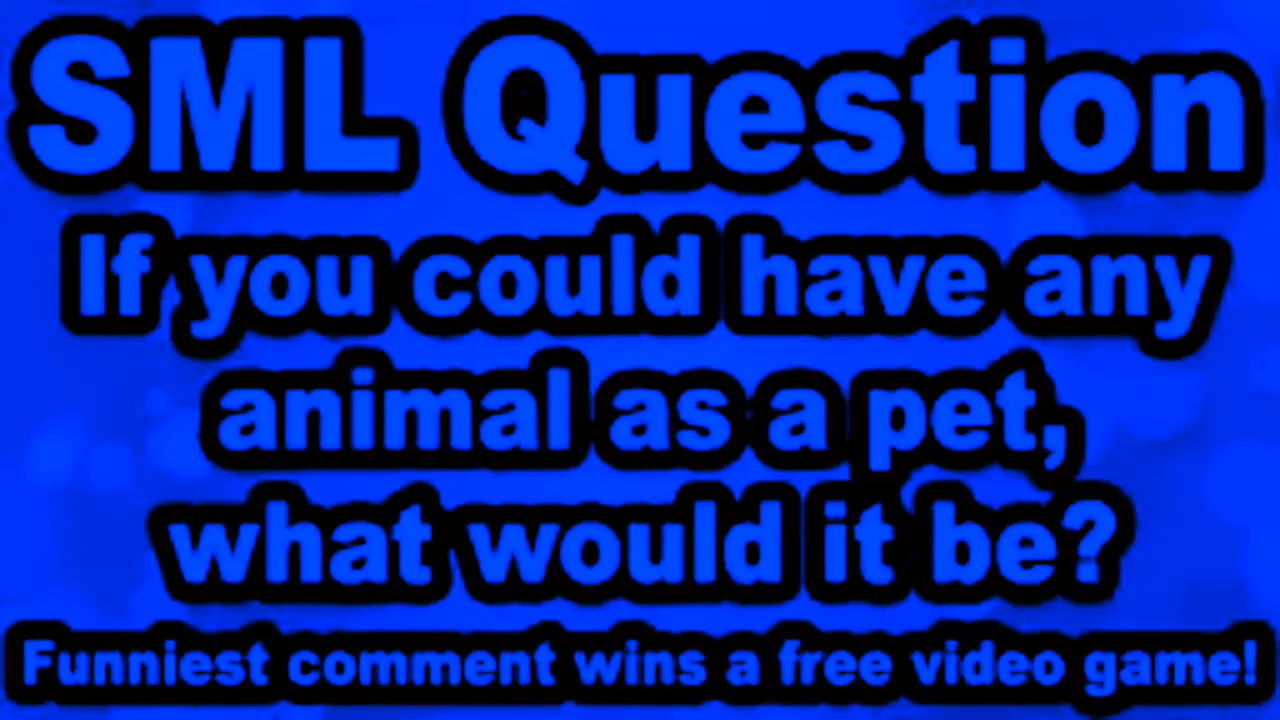 SML Question
If you could have any
animal as a pet,
what would it be?
Funniest comment wins a free video game!